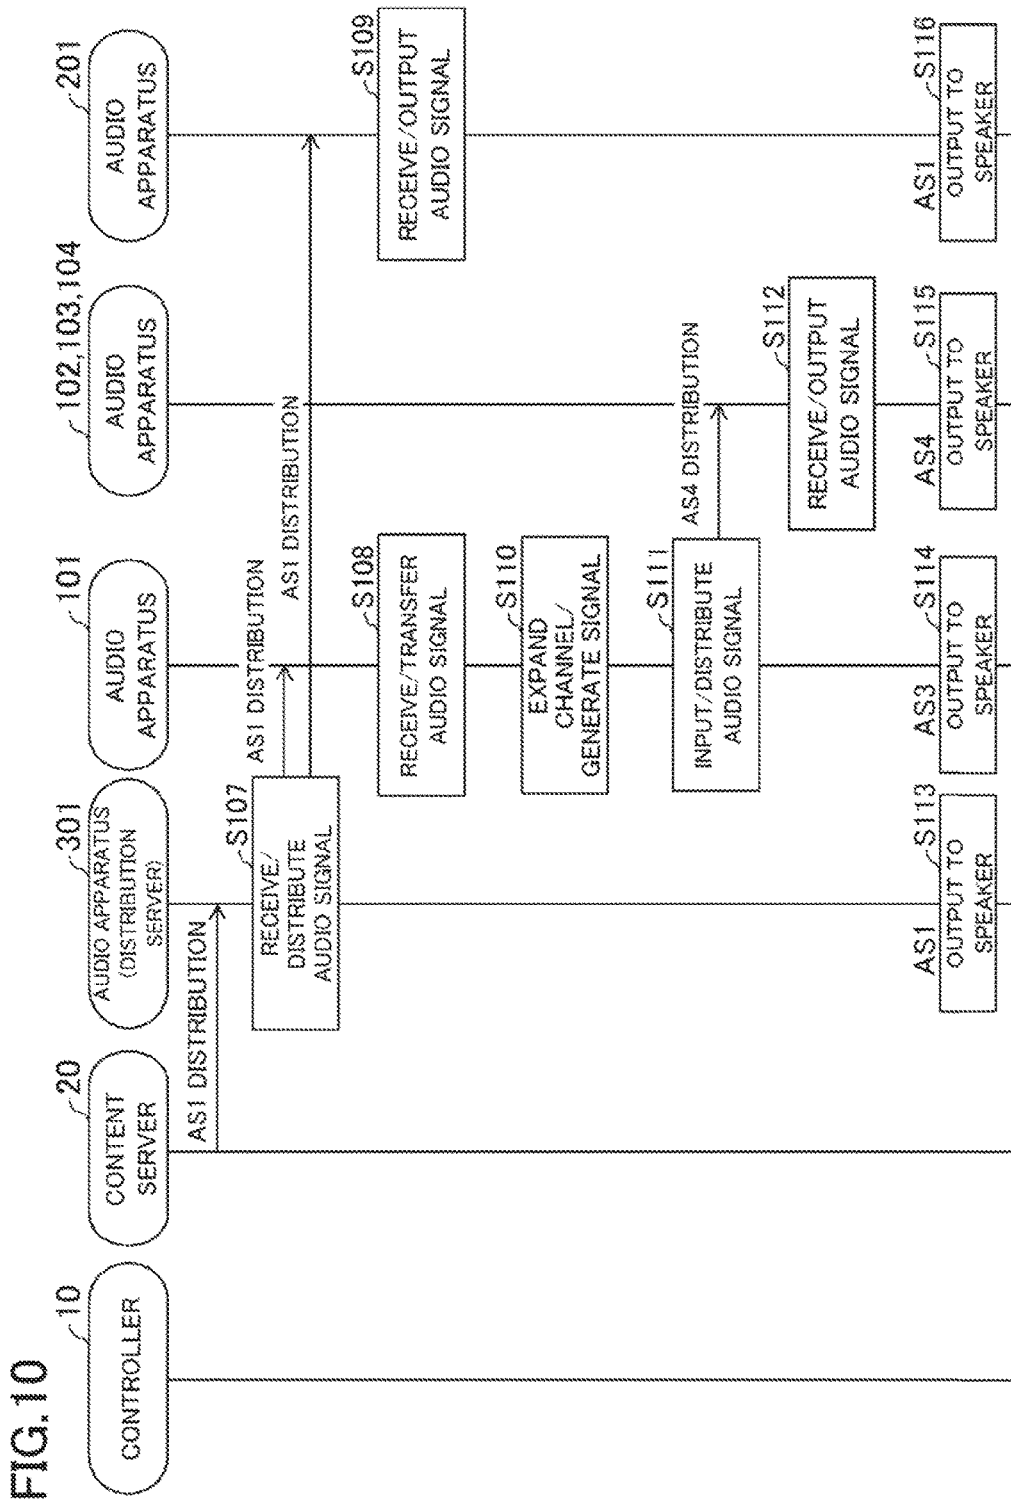 FIG.10
10
CONTROLLER
20
CONTENT
SERVER
301
AUDIO APPARATUS
(DISTRIBUTION
SERVER)
101
AUDIO
APPARATUS
102,103,104
AUDIO
APPARATUS
201
AUDIO
APPARATUS
AS1 DISTRIBUTION
S107
RECEIVE/
DISTRIBUTE
AUDIO SIGNAL
AS1 DISTRIBUTION
AS1 DISTRIBUTION
S108
RECEIVE/TRANSFER
AUDIO SIGNAL
S109
RECEIVE/OUTPUT
AUDIO SIGNAL
S110
EXPAND
CHANNEL/
GENERATE SIGNAL
S111
INPUT/DISTRIBUTE
AUDIO SIGNAL
AS4 DISTRIBUTION
S112
RECEIVE/OUTPUT
AUDIO SIGNAL
AS1
S113
OUTPUT TO
SPEAKER
AS3
S114
OUTPUT TO
SPEAKER
AS4
S115
OUTPUT TO
SPEAKER
AS1
S116
OUTPUT TO
SPEAKER